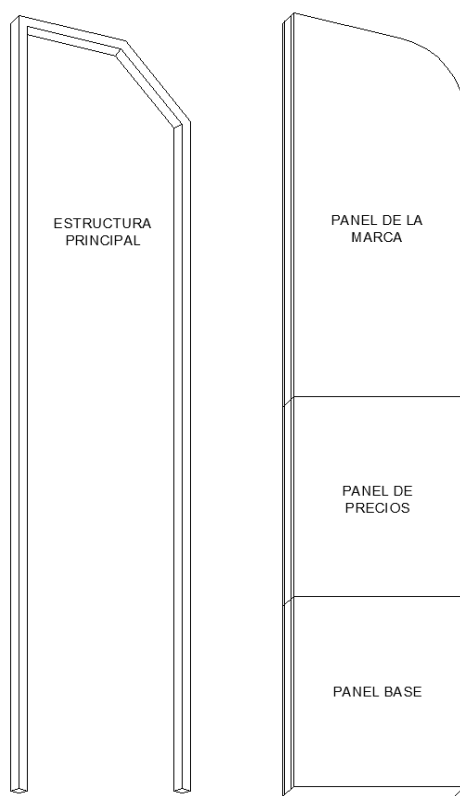 ESTRUCTURA
PRINCIPAL
PANEL DE LA
MARCA
PANEL DE
PRECIOS
PANEL BASE